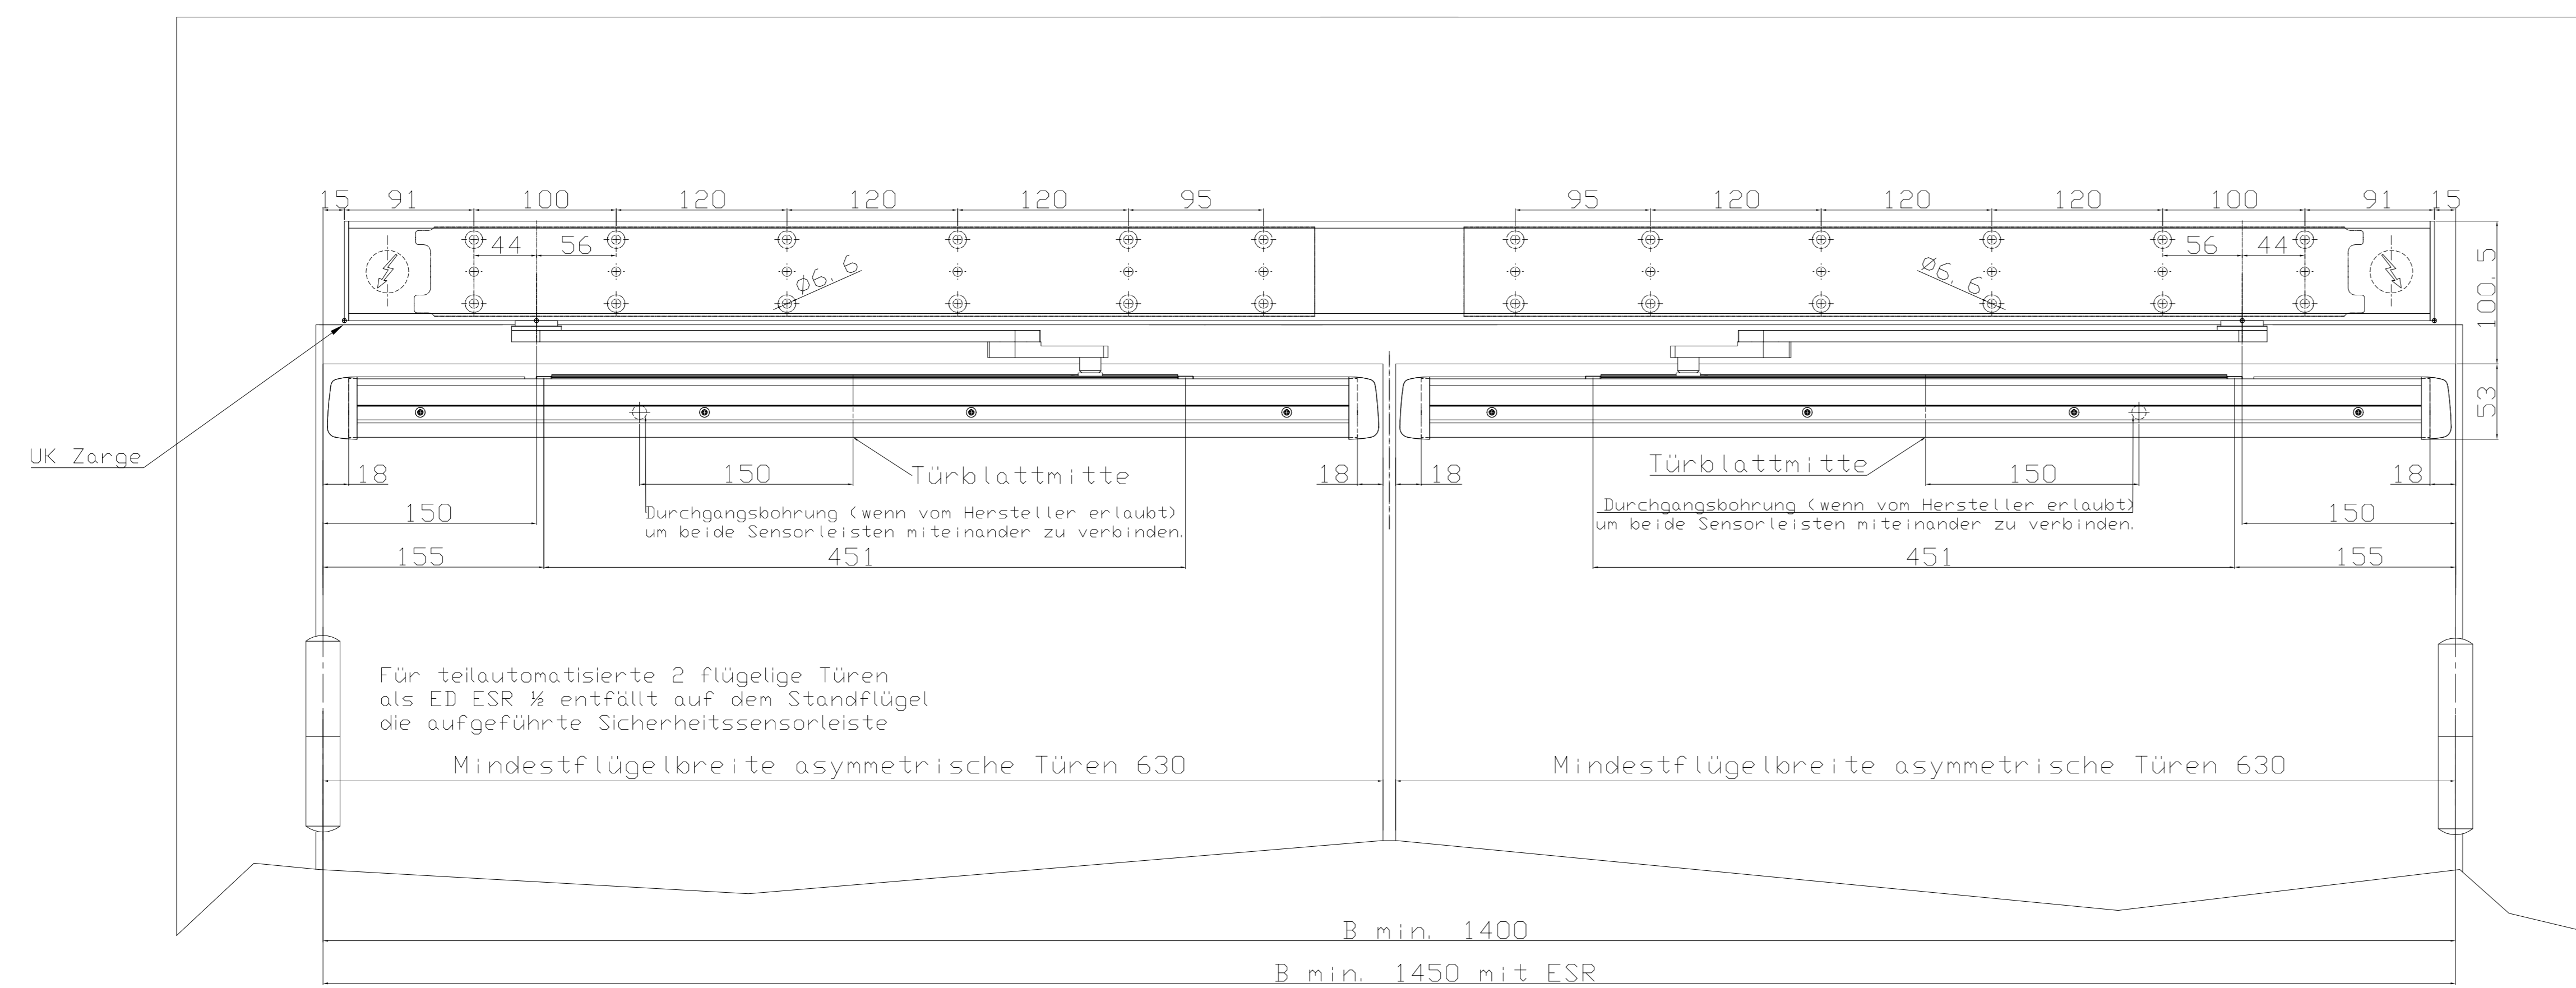 15 91 100 120 120 120 95 95 120 120 120 100 91 15
44 56 56 44
ø6,6 ø6,6
100,5
53
UK Zarge
18 150 Türblattmitte 18 18 Türblattmitte 150 18
150 150
Durchgangsbohrung (wenn vom Hersteller erlaubt)
um beide Sensorleisten miteinander zu verbinden.
Durchgangsbohrung (wenn vom Hersteller erlaubt)
um beide Sensorleisten miteinander zu verbinden.
155 451 451 155
Für teilautomatisierte 2 flügelige Türen
als ED ESR ½ entfällt auf dem Standflügel
die aufgeführte Sicherheitssensorleiste
Mindestflügelbreite asymmetrische Türen 630
Mindestflügelbreite asymmetrische Türen 630
B min. 1400
B min. 1450 mit ESR